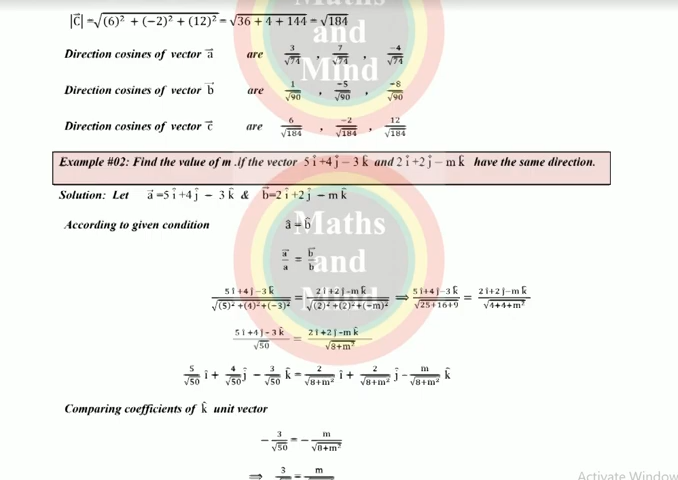 |C⃗| =√(6)² + (−2)² + (12)² = √36 + 4 + 144 = √184
Direction cosines of vector a⃗ are 3/√74 , 7/√74 , −4/√74
Direction cosines of vector b⃗ are 1/√90 , −5/√90 , −8/√90
Direction cosines of vector c⃗ are 6/√184 , −2/√184 , 12/√184
Example #02: Find the value of m .if the vector 5 î +4 ĵ − 3 k̂ and 2 î +2 ĵ − m k̂ have the same direction.
Solution: Let a⃗ =5 î +4 ĵ − 3 k̂ & b⃗=2 î +2 ĵ − m k̂
According to given condition â = b̂
a⃗/a = b⃗/b
5 î +4 ĵ −3 k̂/√(5)² +(4)²+(−3)² = 2 î +2 ĵ −m k̂/√(2)²+(2)²+(−m)² ⟹ 5 î +4 ĵ −3 k̂/√25+16+9 = 2 î +2 ĵ −m k̂/√4+4+m²
5 î +4 ĵ − 3 k̂/√50 = 2 î +2 ĵ −m k̂/√8+m²
5/√50 î + 4/√50 ĵ − 3/√50 k̂ = 2/√8+m² î + 2/√8+m² ĵ − m/√8+m² k̂
Comparing coefficients of k̂ unit vector
− 3/√50 = − m/√8+m²
⟹ 3 = m
Maths
and
Mind
and
Mind
Activate Window